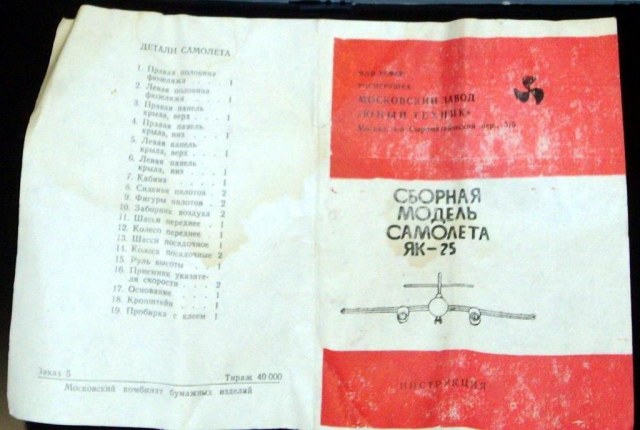 ДЕТАЛИ САМОЛЕТА
1. Правая половина
фюзеляжа . . . 1
2. Левая половина
фюзеляжа . . . 1
3. Правая панель
крыла, верх . . 1
4. Правая панель
крыла, низ . . . 1
5. Левая панель
крыла, верх . . 1
6. Левая панель
крыла, низ . . . 1
7. Кабина . . . . 1
8. Сидения пилотов . 2
9. Фигуры пилотов . 2
10. Заборник воздуха 2
11. Шасси переднее . 1
12. Колесо переднее . 1
13. Шасси посадочное 1
14. Колеса посадочные 2
15. Руль высоты . . . 1
16. Приемник указате-
ля скорости . . . 2
17. Основание . . . . 1
18. Кронштейн . . . 1
19. Пробирка с клеем 1
Заказ 5 Тираж 40 000
Московский комбинат бумажных изделий
МОСКОВСКИЙ ЗАВОД
«ЮНЫЙ ТЕХНИК»
Москва, пер., 3/9
СБОРНАЯ
МОДЕЛЬ
САМОЛЕТА
ЯК-25
ИНСТРУКЦИЯ